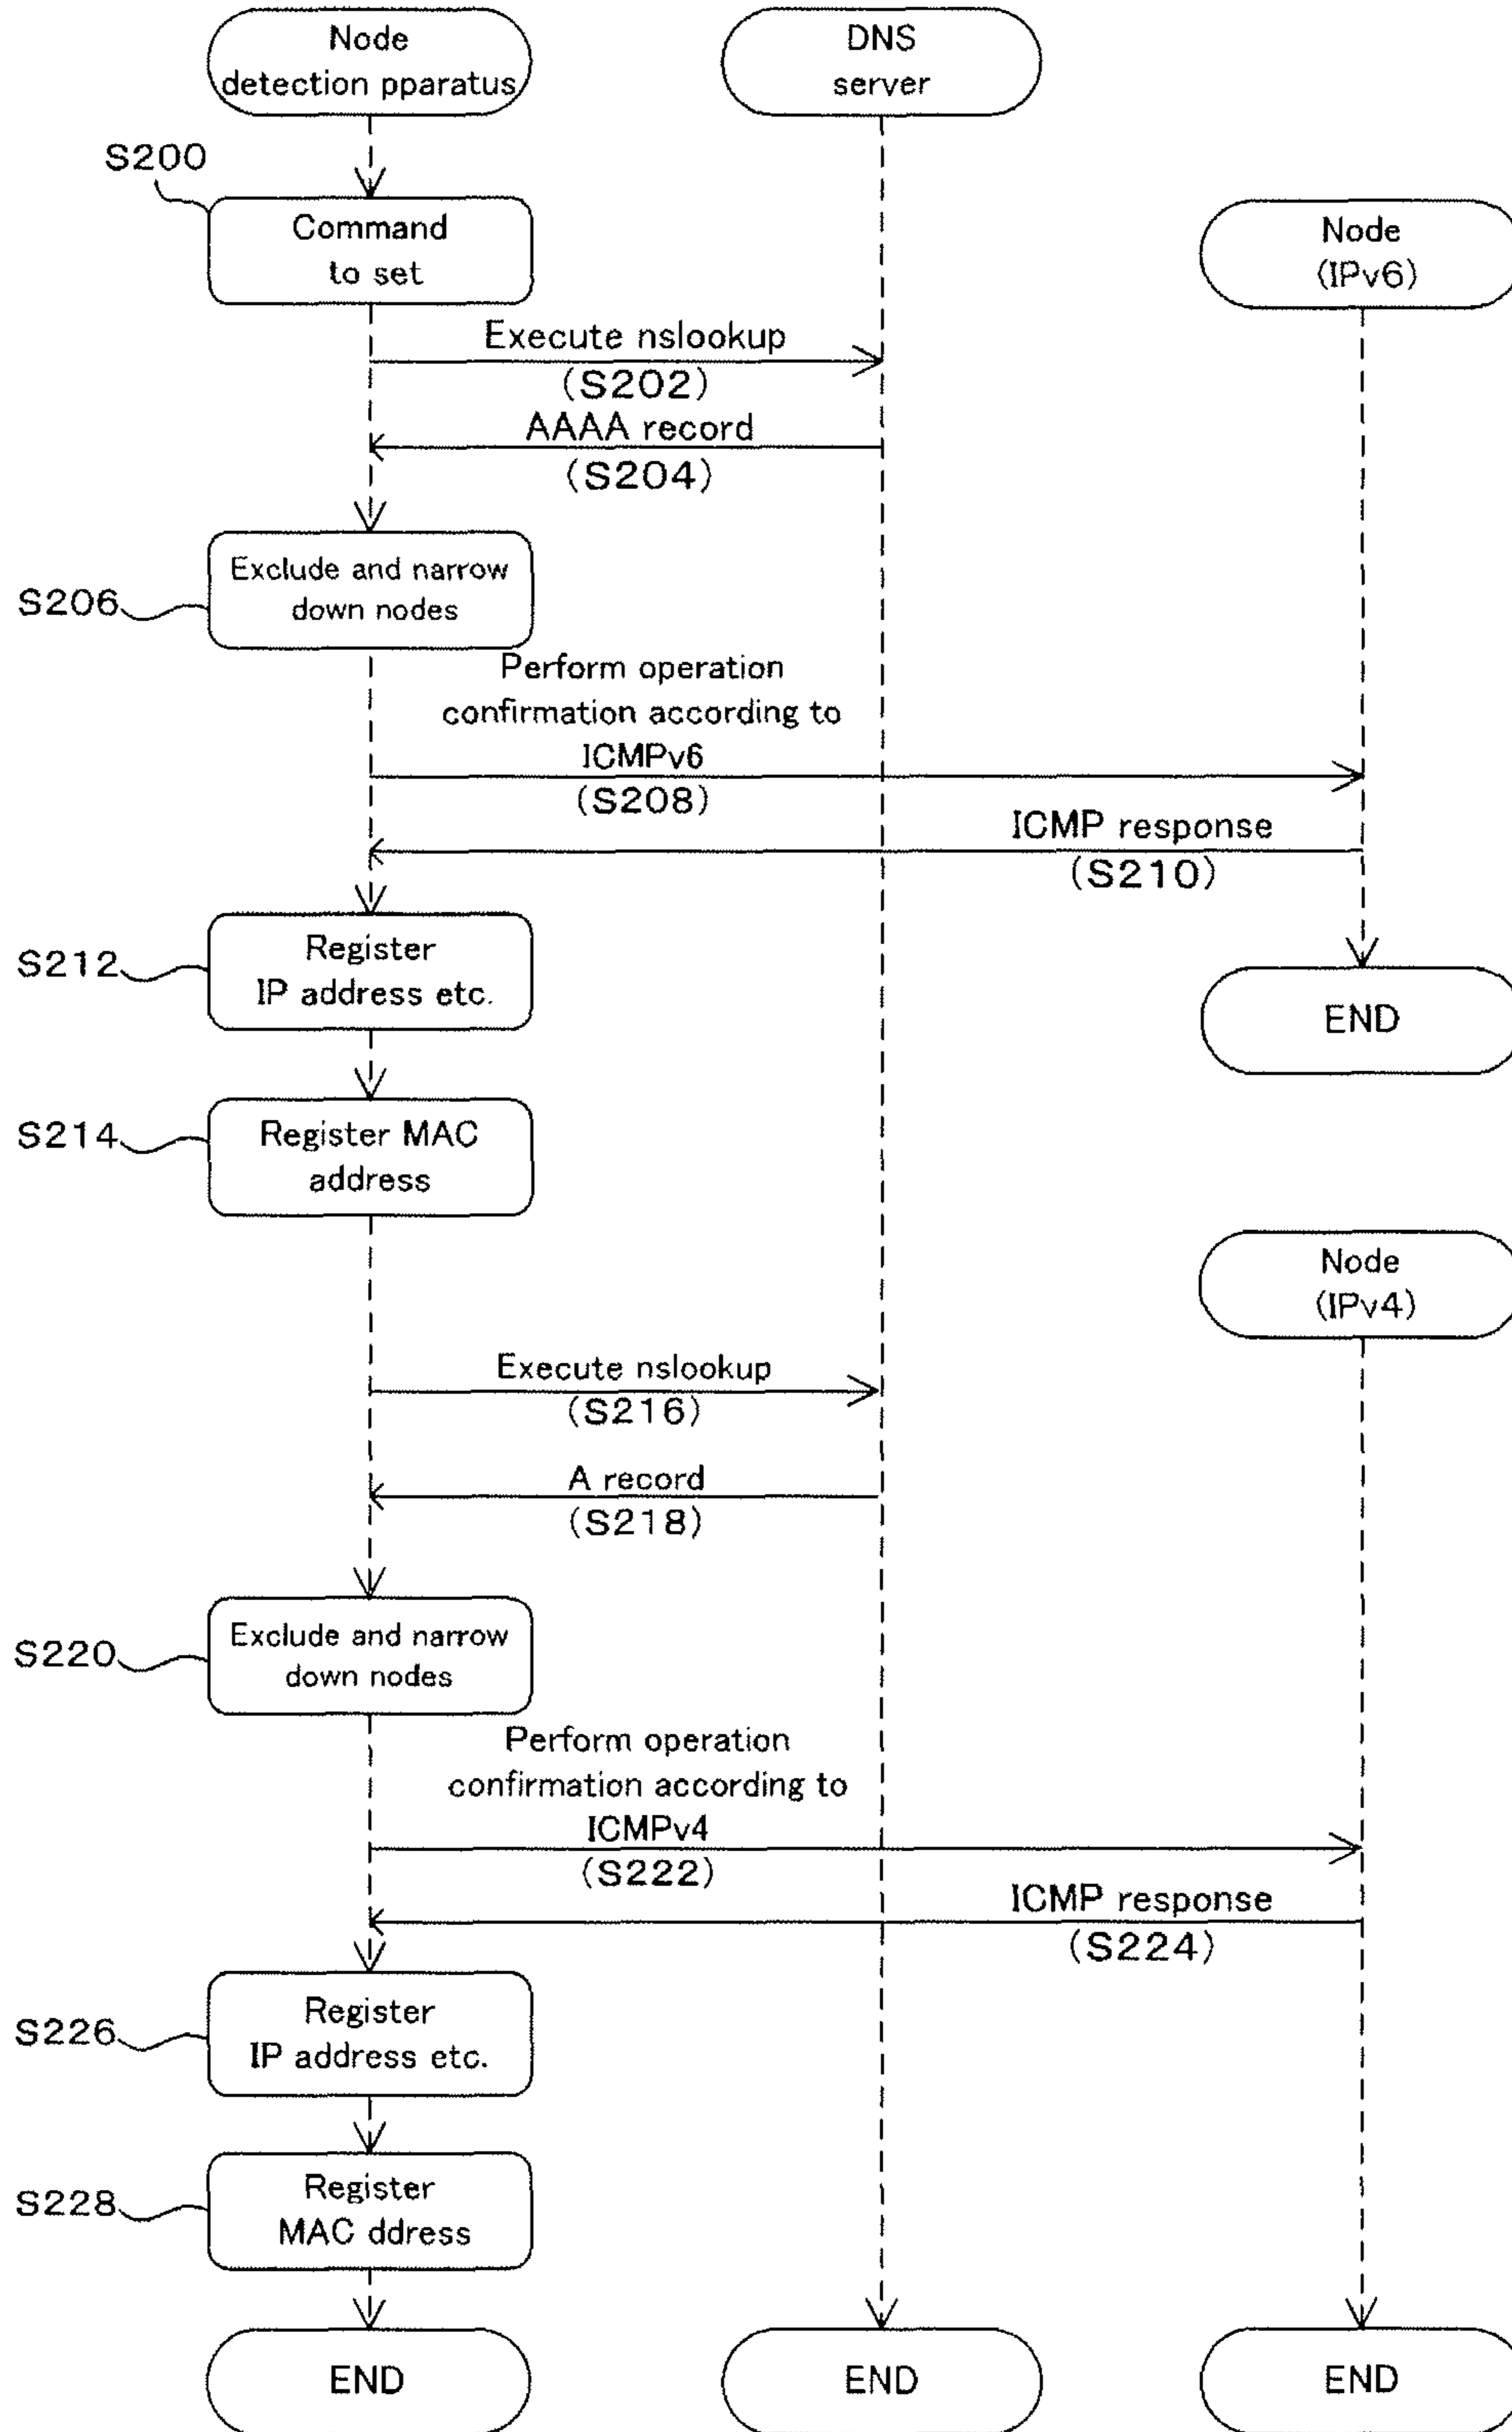 Node
detection pparatus
DNS
server
S200
Command
to set
Node
(IPv6)
Execute nslookup
(S202)
AAAA record
(S204)
S206
Exclude and narrow
down nodes
Perform operation
confirmation according to
ICMPv6
(S208)
ICMP response
(S210)
S212
Register
IP address etc.
END
S214
Register MAC
address
Node
(IPv4)
Execute nslookup
(S216)
A record
(S218)
S220
Exclude and narrow
down nodes
Perform operation
confirmation according to
ICMPv4
(S222)
ICMP response
(S224)
S226
Register
IP address etc.
S228
Register
MAC ddress
END
END
END